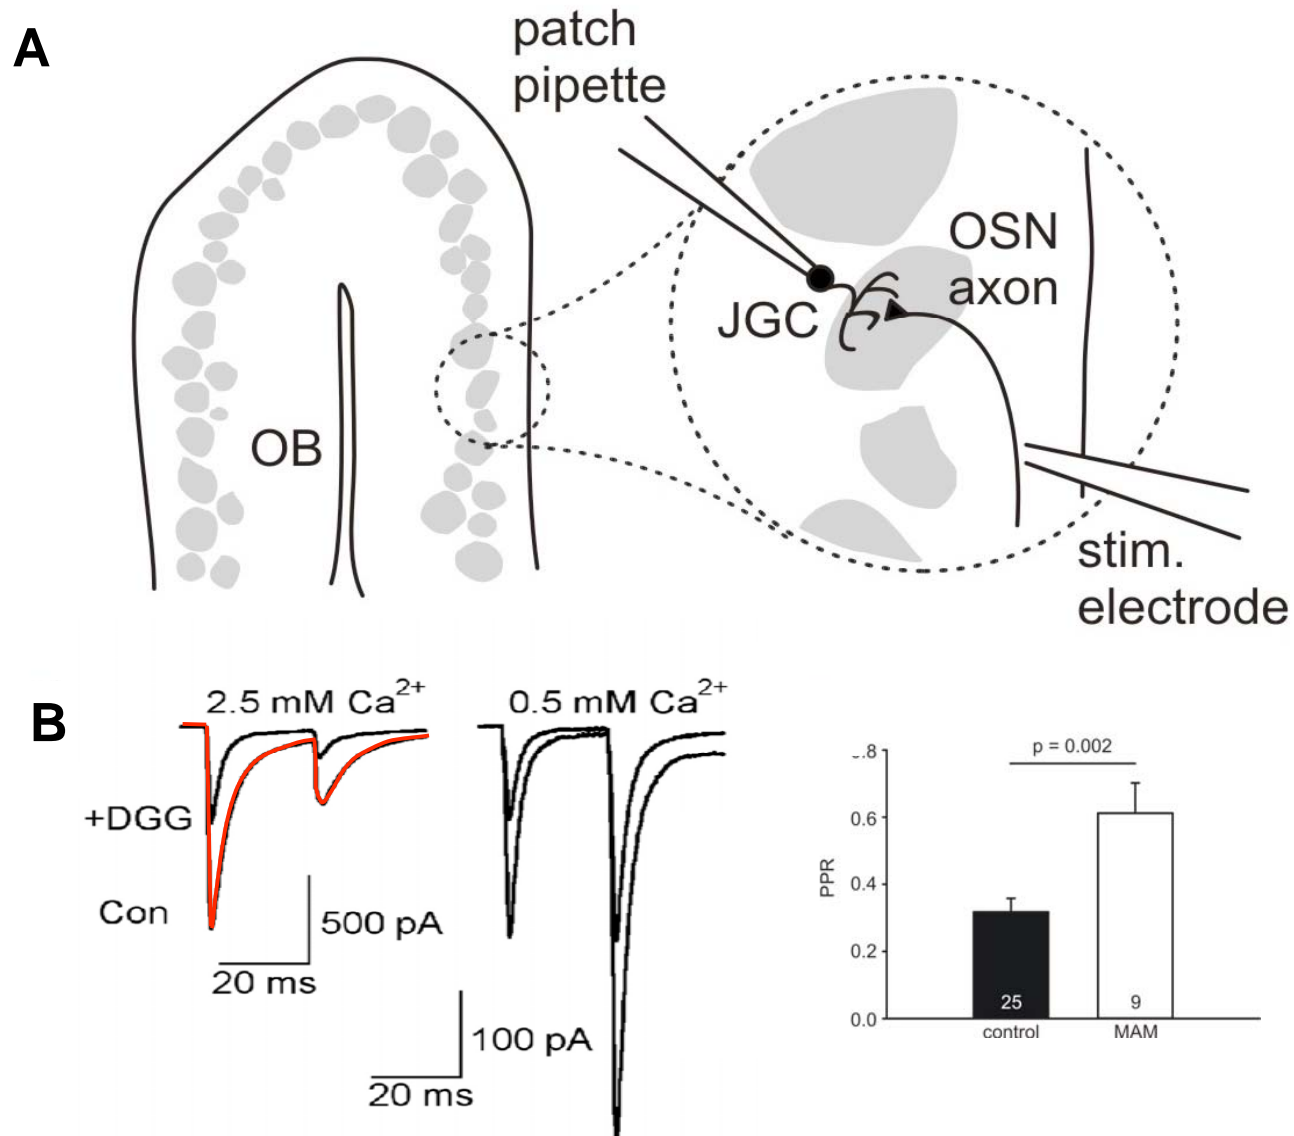 A
patch
pipette
OSN
axon
JGC
OB
stim.
electrode
B
2.5 mM Ca2+
0.5 mM Ca2+
+DGG
Con
500 pA
20 ms
100 pA
20 ms
p = 0.002
PPR
.8
0.6
0.4
0.2
0.0
25
9
control
MAM